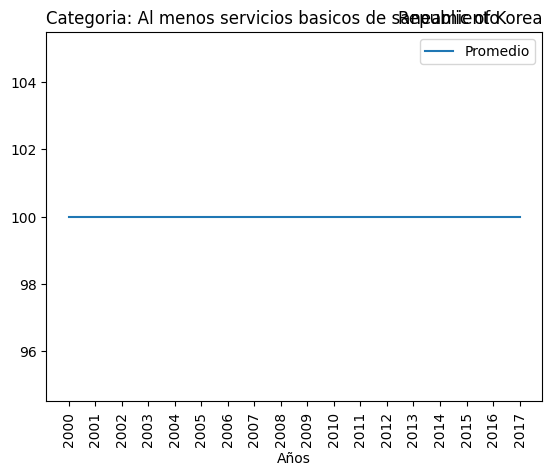 Categoria: Al menos servicios basicos de saneamiento
Republic of Korea
Promedio
104
102
100
98
96
2000 2001 2002 2003 2004 2005 2006 2007 2008 2009 2010 2011 2012 2013 2014 2015 2016 2017
Años